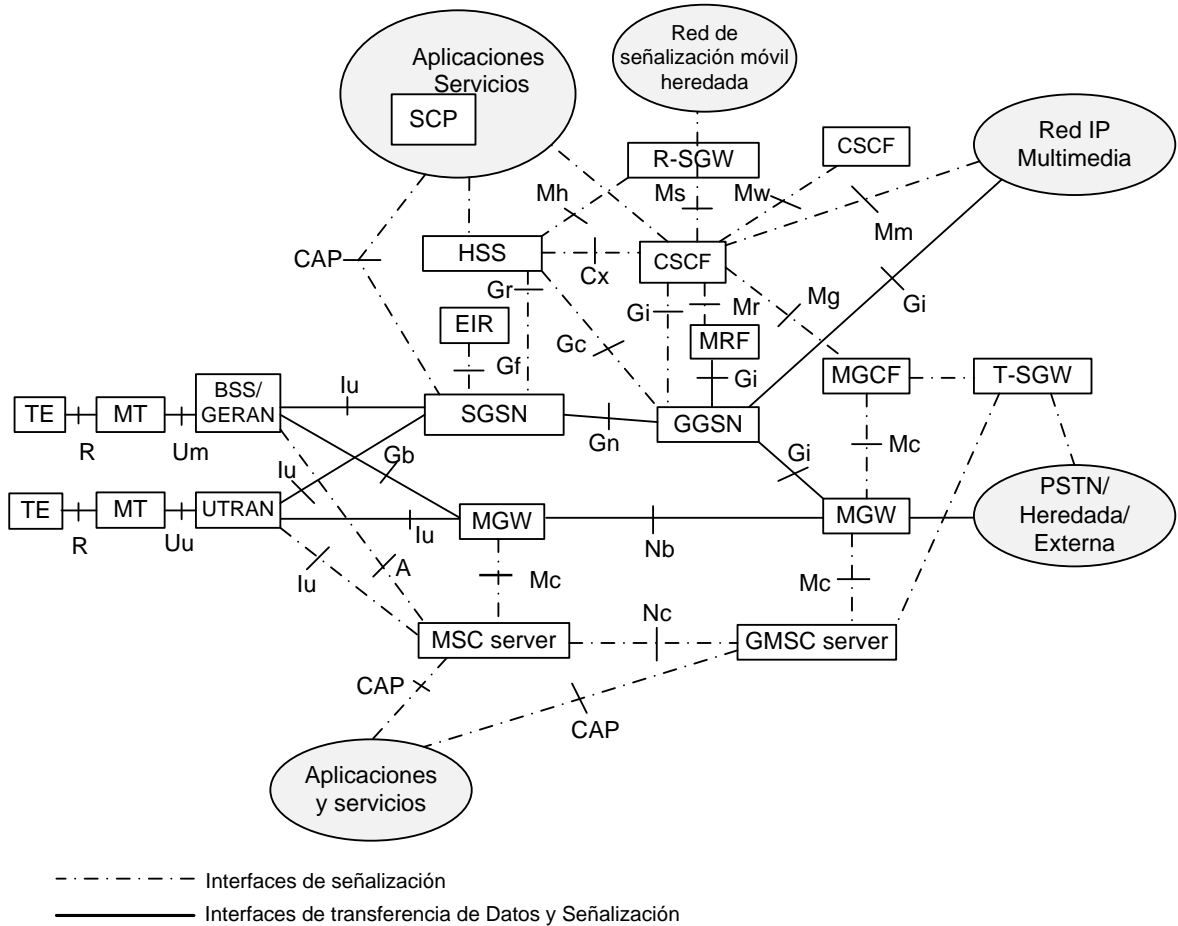 Aplicaciones
Servicios
SCP
Red de
señalización móvil
heredada
Red IP
Multimedia
R-SGW
CSCF
Mh
Ms
Mw
Mm
CAP
HSS
Cx
CSCF
Gr
Gi
Mr
Mg
Gi
EIR
Gc
MRF
Gf
Gi
MGCF
T-SGW
BSS/
GERAN
Iu
TE
MT
SGSN
GGSN
R
Um
Gn
Mc
Iu
Gb
Gi
TE
MT
UTRAN
MGW
MGW
PSTN/
Heredada/
Externa
R
Uu
Iu
Nb
Iu
A
Mc
Mc
Nc
MSC server
GMSC server
CAP
CAP
Aplicaciones
y servicios
Interfaces de señalización
Interfaces de transferencia de Datos y Señalización